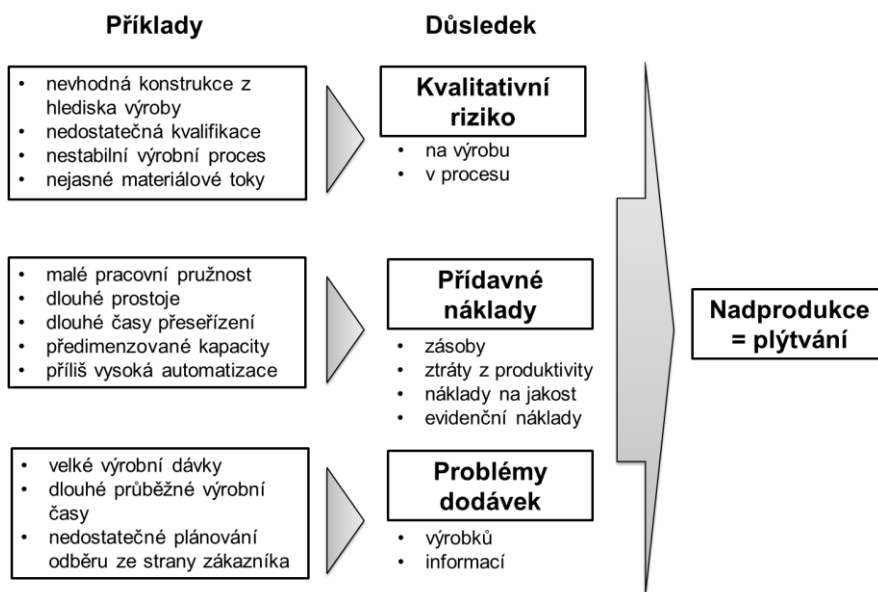 Příklady
Důsledek
• nevhodná konstrukce z
hlediska výroby
• nedostatečná kvalifikace
• nestabilní výrobní proces
• nejasné materiálové toky
Kvalitativní
riziko
• na výrobu
• v procesu
• malé pracovní pružnost
• dlouhé prostoje
• dlouhé časy přeseřízení
• předimenzované kapacity
• příliš vysoká automatizace
Přídavné
náklady
• zásoby
• ztráty z produktivity
• náklady na jakost
• evidenční náklady
• velké výrobní dávky
• dlouhé průběžné výrobní
časy
• nedostatečné plánování
odběru ze strany zákazníka
Problémy
dodávek
• výrobků
• informací
Nadprodukce
= plýtvání